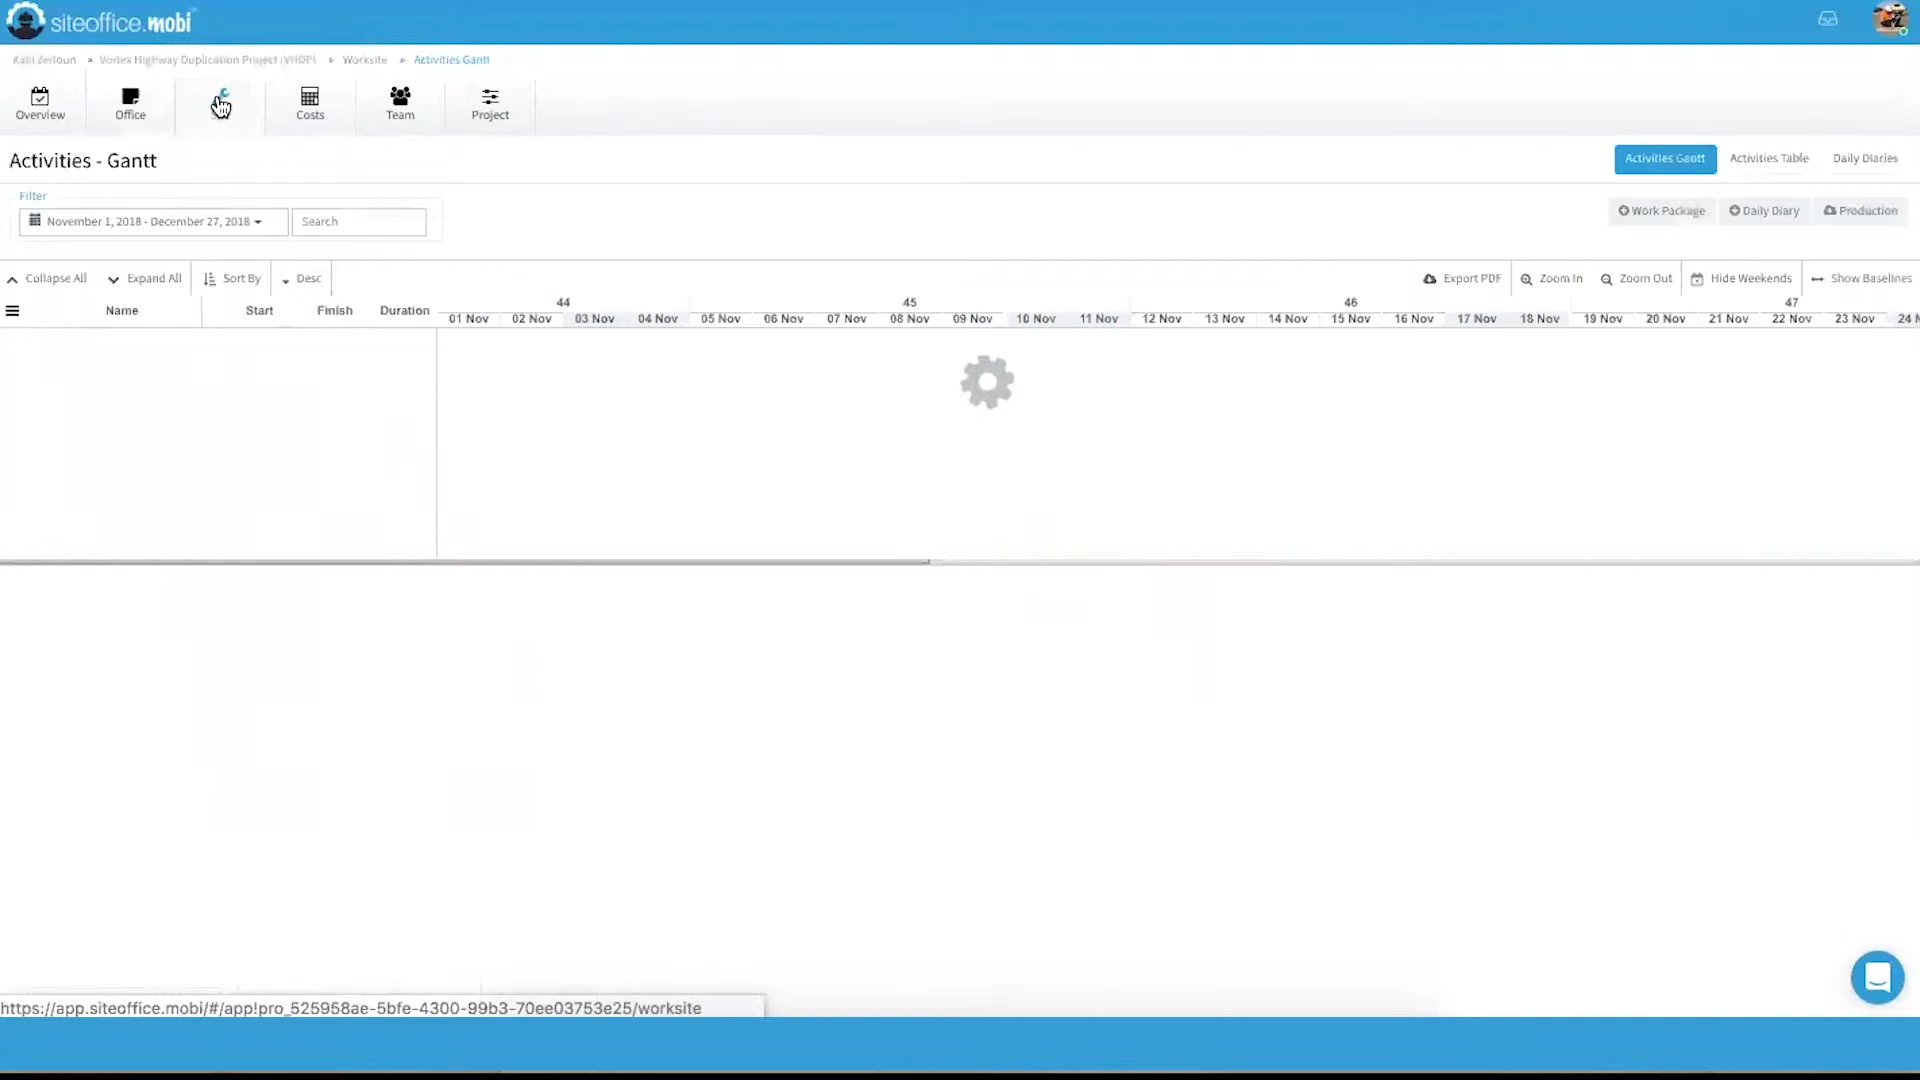 siteoffice.mobi
Vortex Highway Duplication Project (VHDP) » Worksite » Activities Gantt
Overview Office Costs Team Project
Activities - Gantt
Activities Gantt Activities Table Daily Diaries
Filter
November 1, 2018 - December 27, 2018 Search
Work Package Daily Diary Production
Collapse All Expand All Sort By Desc Export PDF Zoom In Zoom Out Hide Weekends Show Baselines
44 45 46 47
Name Start Finish Duration 01 Nov 02 Nov 03 Nov 04 Nov 05 Nov 06 Nov 07 Nov 08 Nov 09 Nov 10 Nov 11 Nov 12 Nov 13 Nov 14 Nov 15 Nov 16 Nov 17 Nov 18 Nov 19 Nov 20 Nov 21 Nov 22 Nov 23 Nov 24 N
https://app.siteoffice.mobi/#/app!pro_525958ae-5bfe-4300-99b3-70ee03753e25/worksite